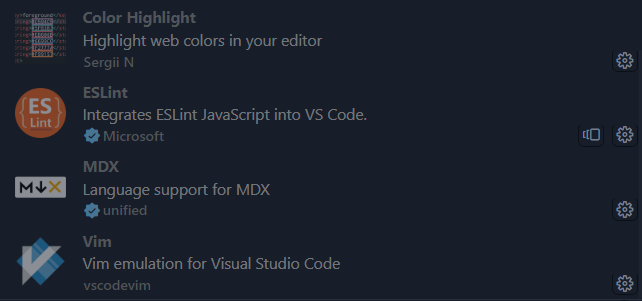 Color Highlight
Highlight web colors in your editor
Sergii N
ES
Lint
ESLint
Integrates ESLint JavaScript into VS Code.
Microsoft
M↓X
MDX
Language support for MDX
unified
Vim
Vim emulation for Visual Studio Code
vscodevim